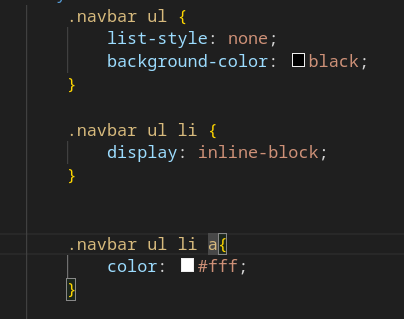 .navbar ul {
list-style: none;
background-color: black;
}
.navbar ul li {
display: inline-block;
}
.navbar ul li a{
color: #fff;
}